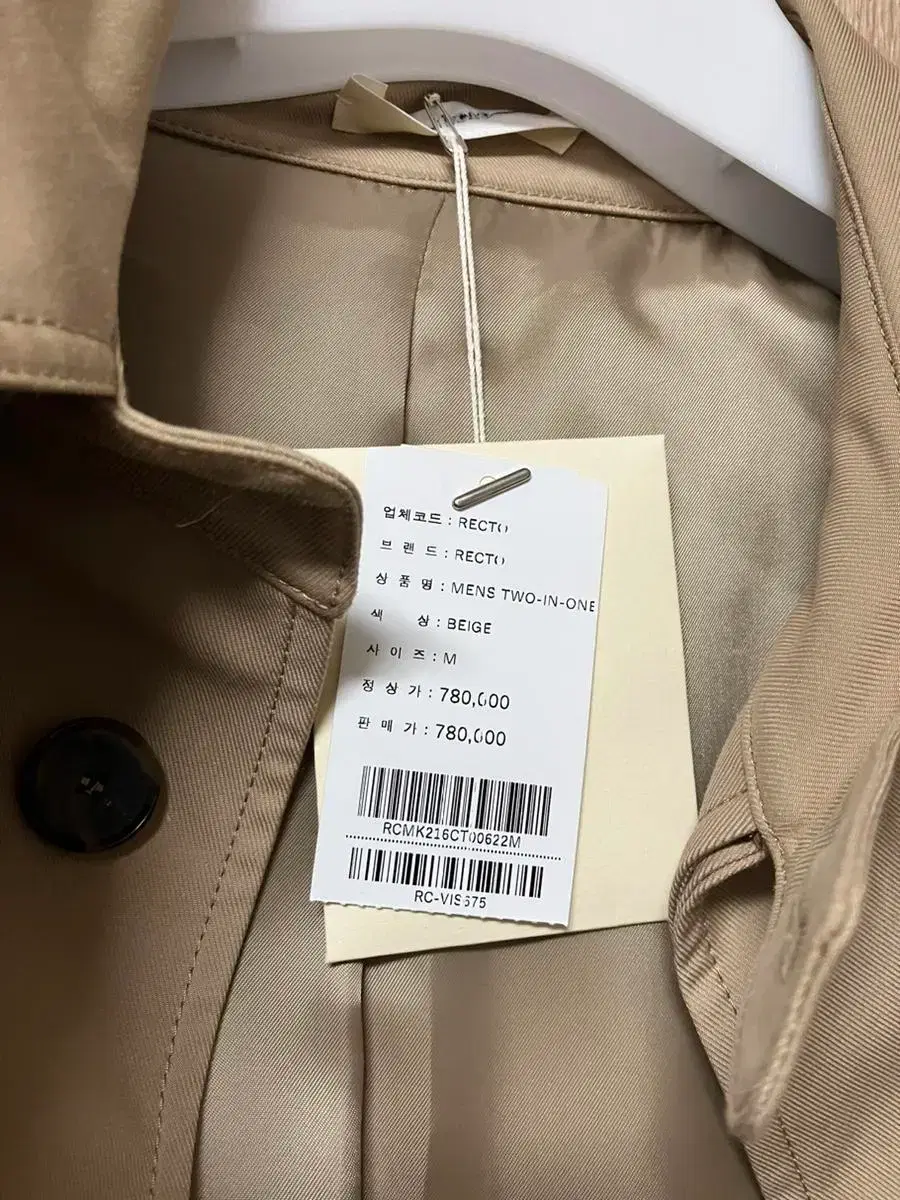 업체코드 : RECTO
브 랜 드 : RECTO
상 품 명 : MENS TWO-IN-ONE
색 상 : BEIGE
사 이 즈 : M
정 상 가 : 780,000
판 매 가 : 780,000
RCMK216CT00622M
RC-VIS675